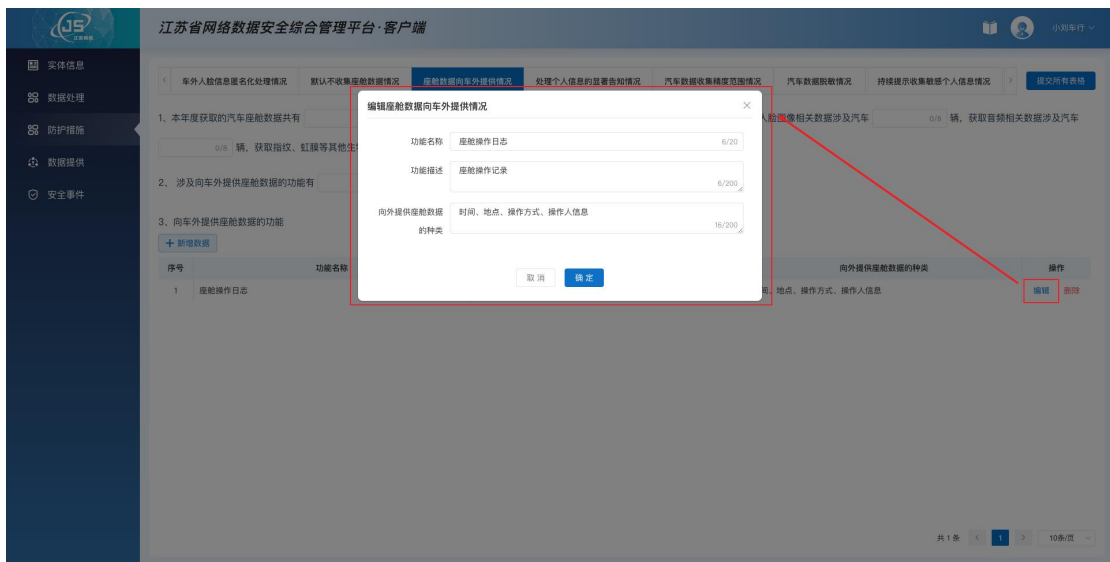 JS
江苏网信
江苏省网络数据安全综合管理平台·客户端
小刘车行
实体信息
数据处理
防护措施
数据提供
安全事件
车外人脸信息匿名化处理情况 默认不收集座舱数据情况 座舱数据向车外提供情况 处理个人信息的显著告知情况 汽车数据收集精度范围情况 汽车数据脱敏情况 持续提示收集敏感个人信息情况 提交所有表格
1、本年度获取的汽车座舱数据共有 人脸图像相关数据涉及汽车 0/8 辆，获取音频相关数据涉及汽车
0/8 辆，获取指纹、虹膜等其他生
2、 涉及向车外提供座舱数据的功能有
3、向车外提供座舱数据的功能
+ 新增数据
序号 功能名称 向外提供座舱数据的种类 操作
1 座舱操作日志 间、地点、操作方式、操作人信息 编辑 删除
编辑座舱数据向车外提供情况 ×
功能名称 座舱操作日志 6/20
功能描述 座舱操作记录
6/200
向外提供座舱数据 时间、地点、操作方式、操作人信息
的种类 16/200
取消 确定
共 1 条 < 1 > 10条/页